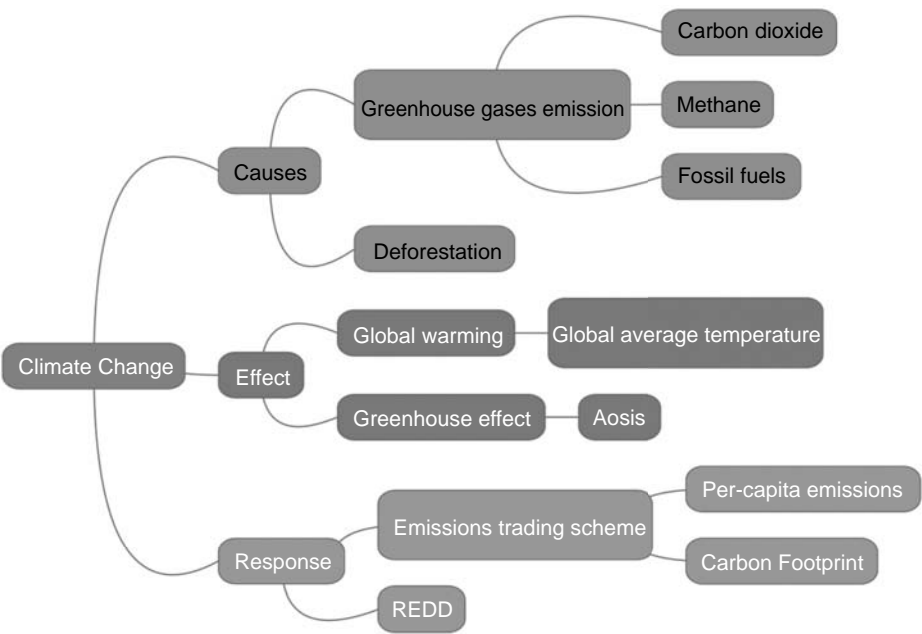 Carbon dioxide
Greenhouse gases emission
Methane
Causes
Fossil fuels
Deforestation
Global warming
Global average temperature
Climate Change
Effect
Greenhouse effect
Aosis
Per-capita emissions
Emissions trading scheme
Response
Carbon Footprint
REDD